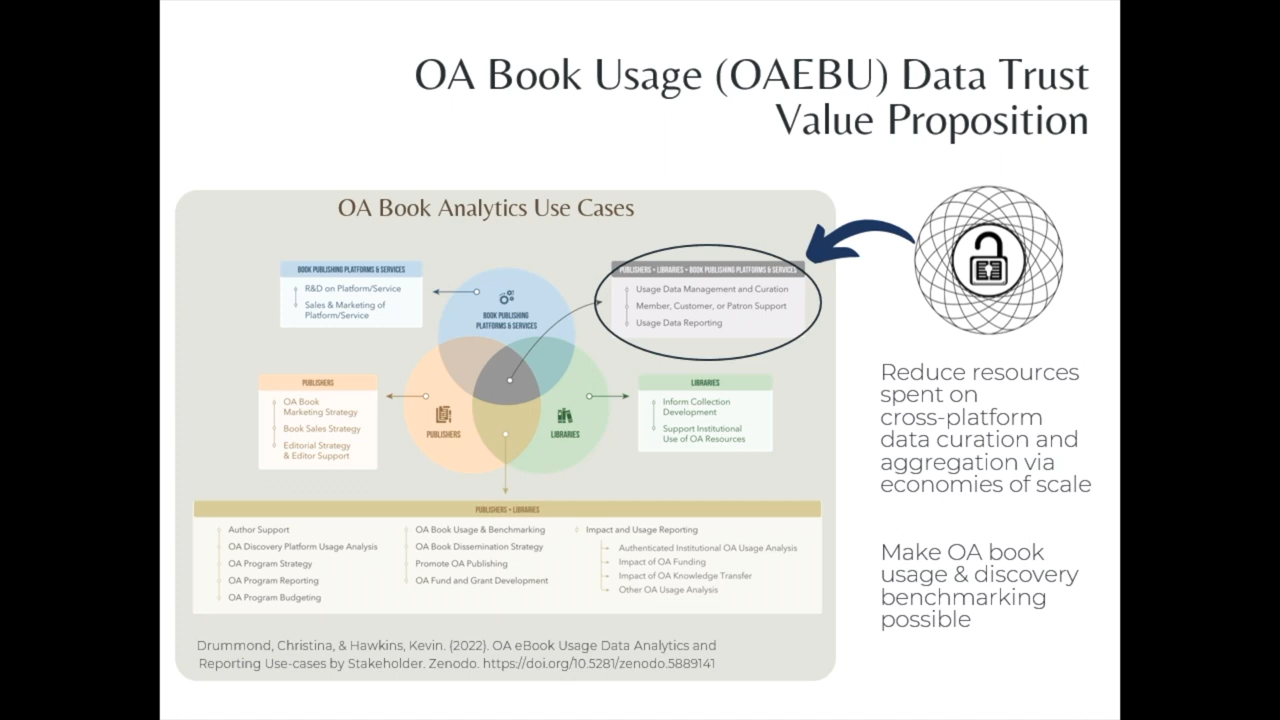 OA Book Usage (OAEBU) Data Trust
Value Proposition
OA Book Analytics Use Cases
BOOK PUBLISHING PLATFORMS & SERVICES
R&D on Platform/Service
Sales & Marketing of
Platform/Service
BOOK PUBLISHING
PLATFORMS & SERVICES
PUBLISHERS + LIBRARIES + BOOK PUBLISHING PLATFORMS & SERVICES
Usage Data Management and Curation
Member, Customer, or Patron Support
Usage Data Reporting
PUBLISHERS
OA Book
Marketing Strategy
Book Sales Strategy
Editorial Strategy
& Editor Support
PUBLISHERS
LIBRARIES
LIBRARIES
Inform Collection
Development
Support Institutional
Use of OA Resources
PUBLISHERS + LIBRARIES
Author Support
OA Discovery Platform Usage Analysis
OA Program Strategy
OA Program Reporting
OA Program Budgeting
OA Book Usage & Benchmarking
OA Book Dissemination Strategy
Promote OA Publishing
OA Fund and Grant Development
Impact and Usage Reporting
Authenticated Institutional OA Usage Analysis
Impact of OA Funding
Impact of OA Knowledge Transfer
Other OA Usage Analysis
Drummond, Christina, & Hawkins, Kevin. (2022). OA eBook Usage Data Analytics and
Reporting Use-cases by Stakeholder. Zenodo. https://doi.org/10.5281/zenodo.5889141
Reduce resources
spent on
cross-platform
data curation and
aggregation via
economies of scale
Make OA book
usage & discovery
benchmarking
possible